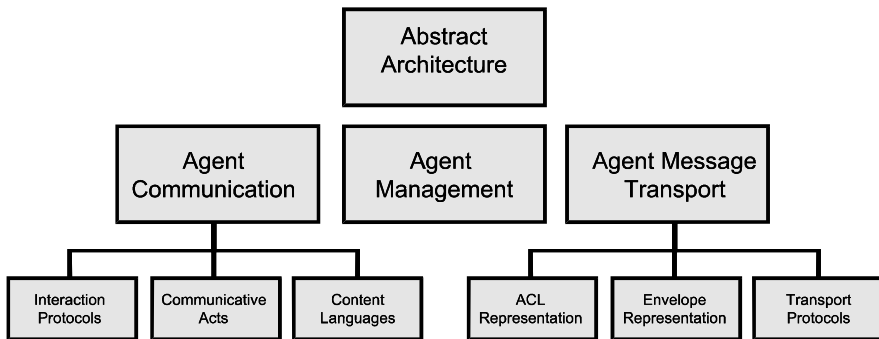 Abstract
Architecture
Agent
Communication
Agent
Management
Agent Message
Transport
Interaction
Protocols
Communicative
Acts
Content
Languages
ACL
Representation
Envelope
Representation
Transport
Protocols